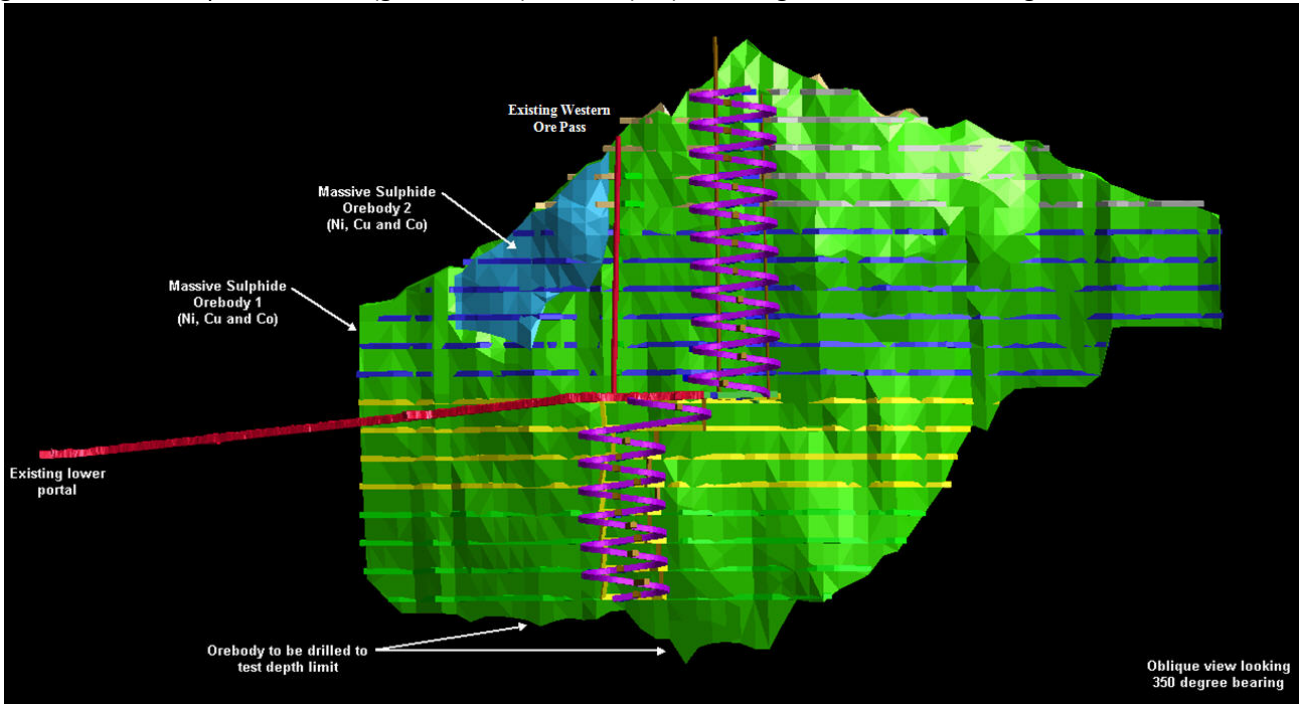 Existing Western
Ore Pass
Massive Sulphide
Orebody 2
(Ni, Cu and Co)
Massive Sulphide
Orebody 1
(Ni, Cu and Co)
Existing lower
portal
Orebody to be drilled to
test depth limit
Oblique view looking
350 degree bearing